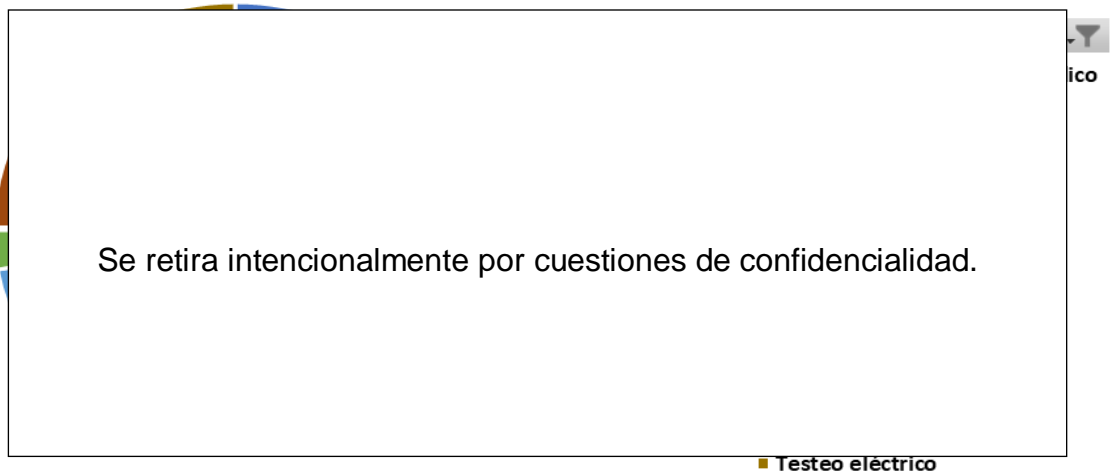 ico
Se retira intencionalmente por cuestiones de confidencialidad.
Testeo eléctrico